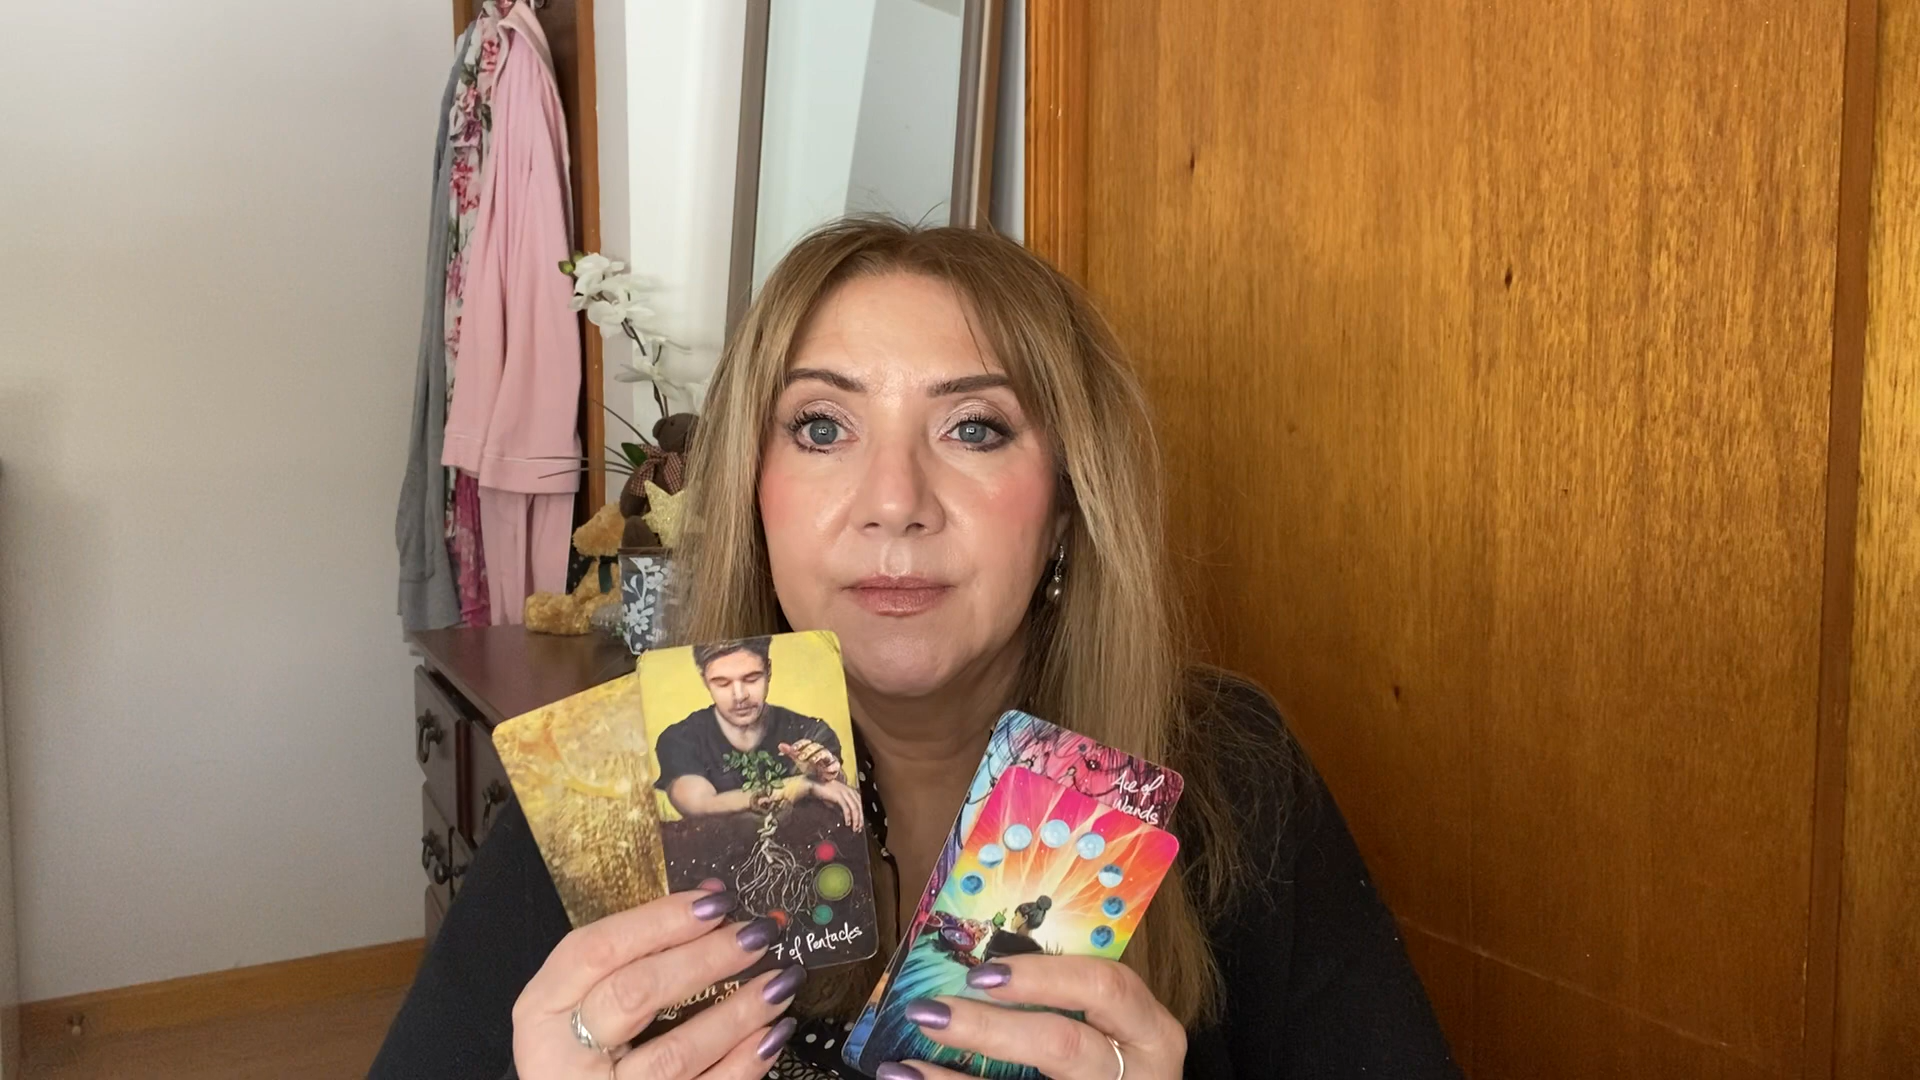 7 of Pentacles
Ace of
Wands